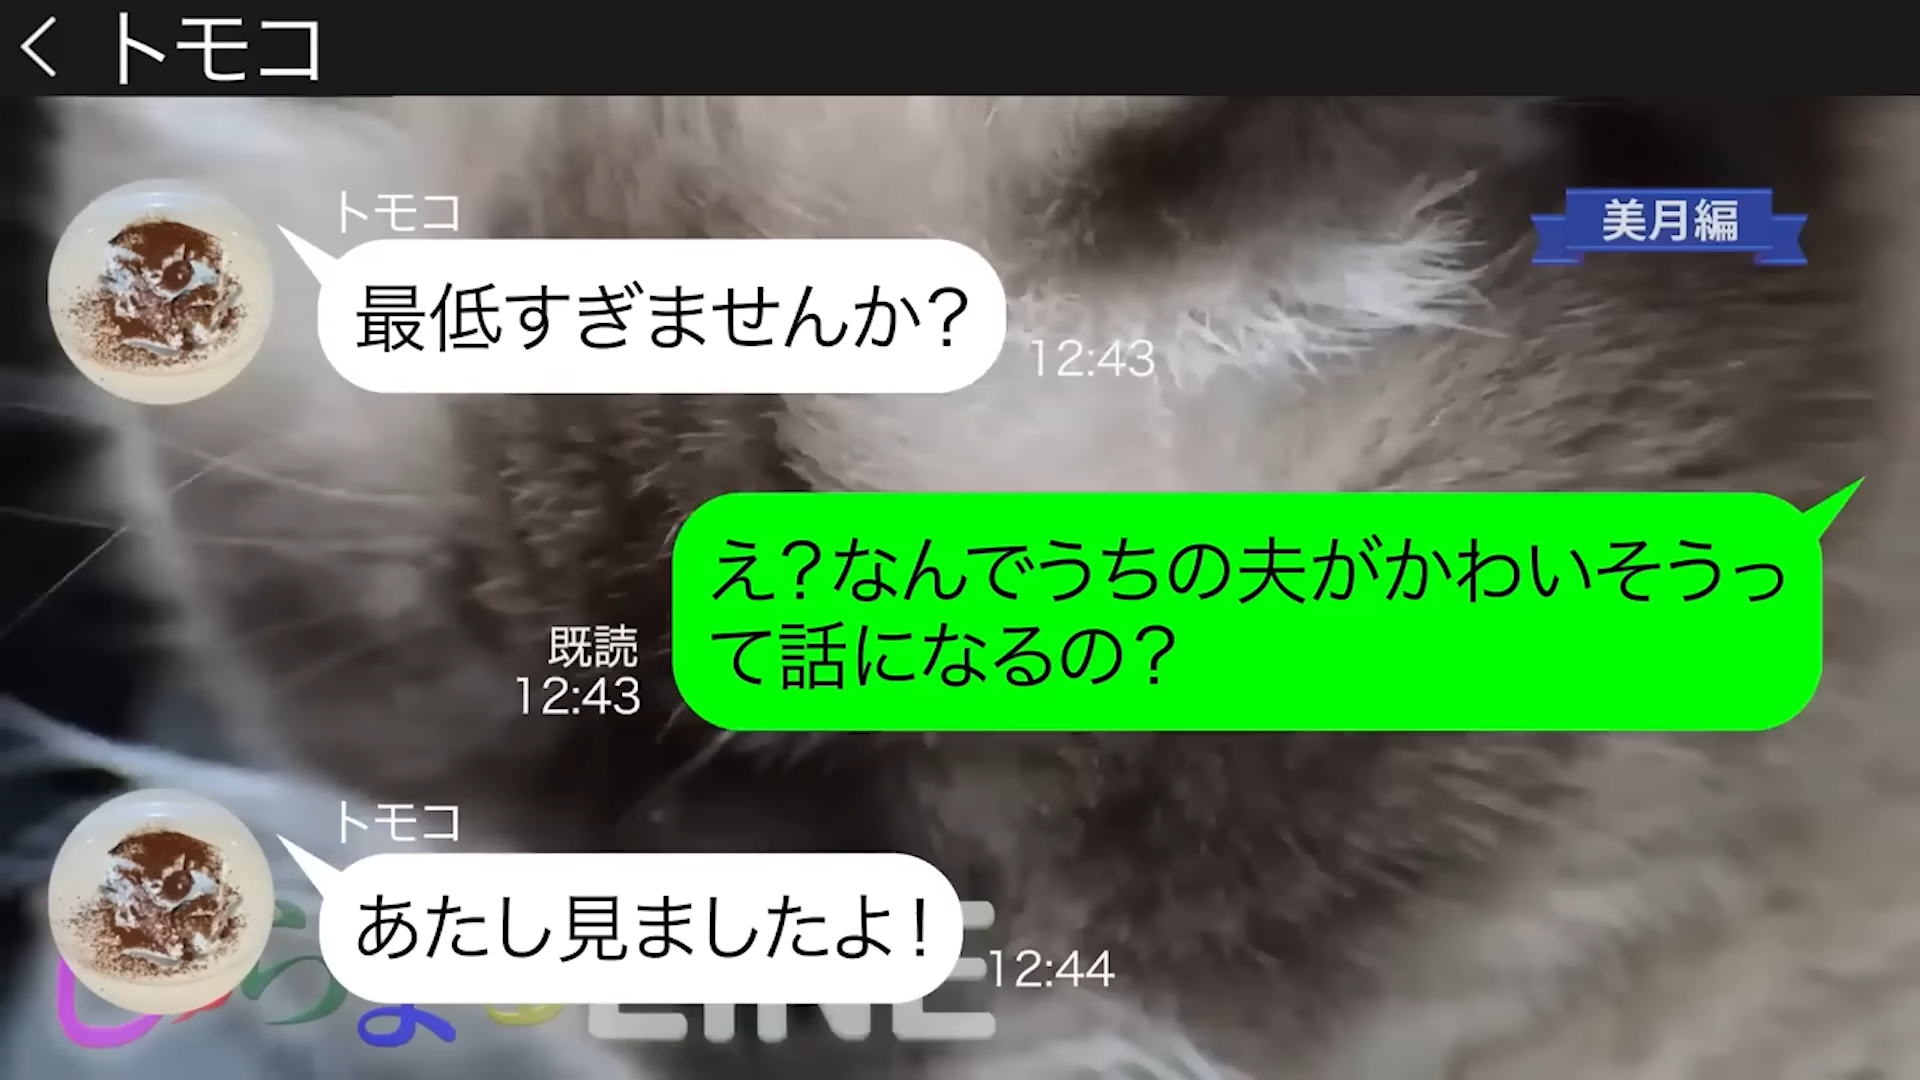 トモコ
美月編
トモコ
最低すぎませんか?
12:43
え?なんでうちの夫がかわいそうっ
て話になるの?
既読
12:43
トモコ
あたし見ましたよ!
12:44
LINE